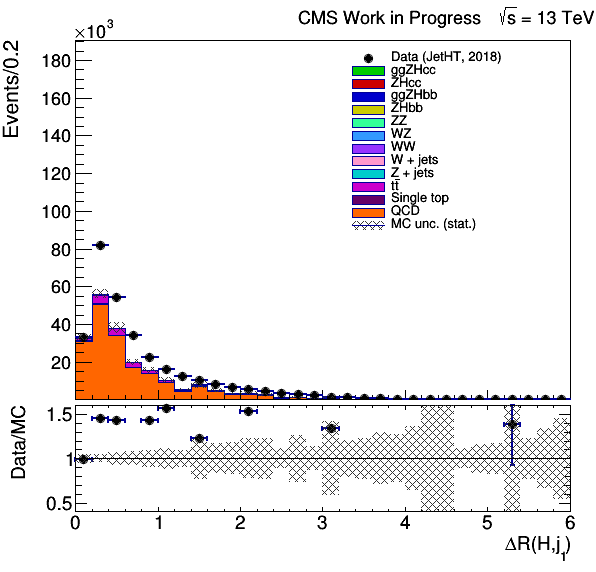 CMS Work in Progress √s = 13 TeV
×10³
Events/0.2
180
160
140
120
100
80
60
40
20
Data (JetHT, 2018)
ggZHcc
ZHcc
ggZHbb
ZHbb
ZZ
WZ
WW
W + jets
Z + jets
tt̄
Single top
QCD
MC unc. (stat.)
Data/MC
1.5
1
0.5
0 1 2 3 4 5 6
ΔR(H,j₁)